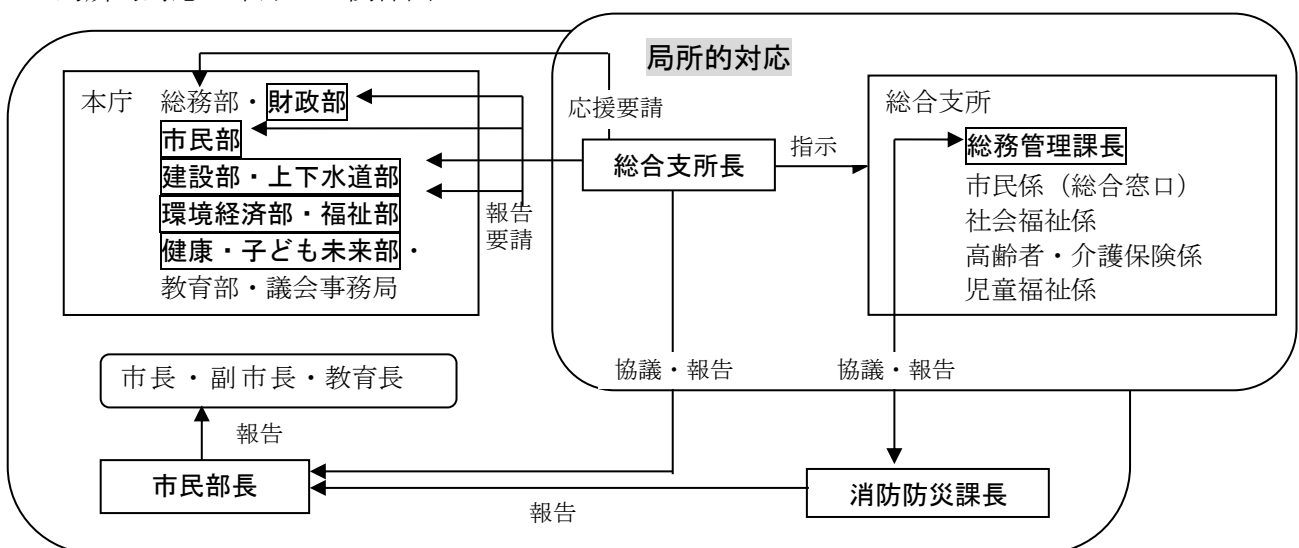 局所的対応
本庁 総務部・財政部
市民部
建設部・上下水道部
環境経済部・福祉部
健康・子ども未来部・
教育部・議会事務局
応援要請
報告
要請
総合支所長
指示
総合支所
総務管理課長
市民係（総合窓口）
社会福祉係
高齢者・介護保険係
児童福祉係
協議・報告
協議・報告
市長・副市長・教育長
報告
市民部長
報告
消防防災課長